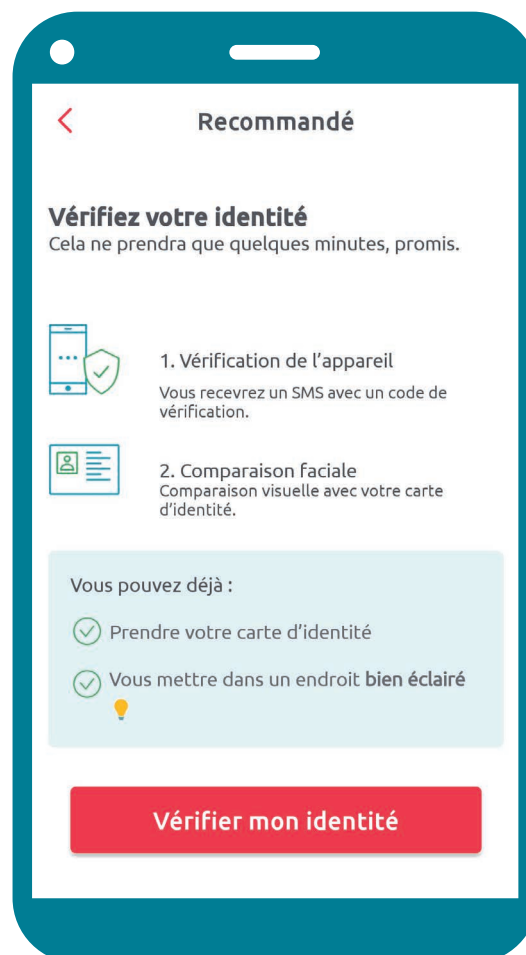 Recommandé
Vérifiez votre identité
Cela ne prendra que quelques minutes, promis.
1. Vérification de l’appareil
Vous recevrez un SMS avec un code de
vérification.
2. Comparaison faciale
Comparaison visuelle avec votre carte
d’identité.
Vous pouvez déjà :
Prendre votre carte d’identité
Vous mettre dans un endroit bien éclairé
Vérifier mon identité